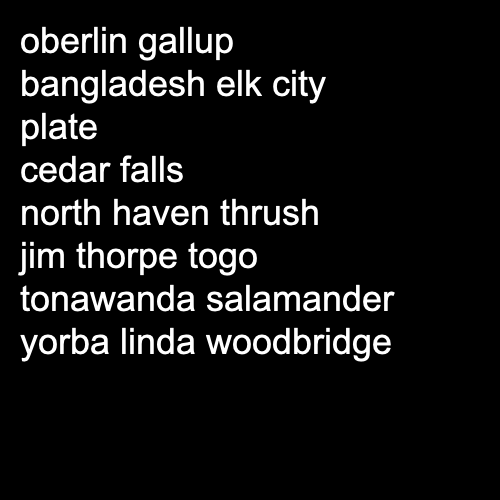 oberlin gallup
bangladesh elk city
plate
cedar falls
north haven thrush
jim thorpe togo
tonawanda salamander
yorba linda woodbridge